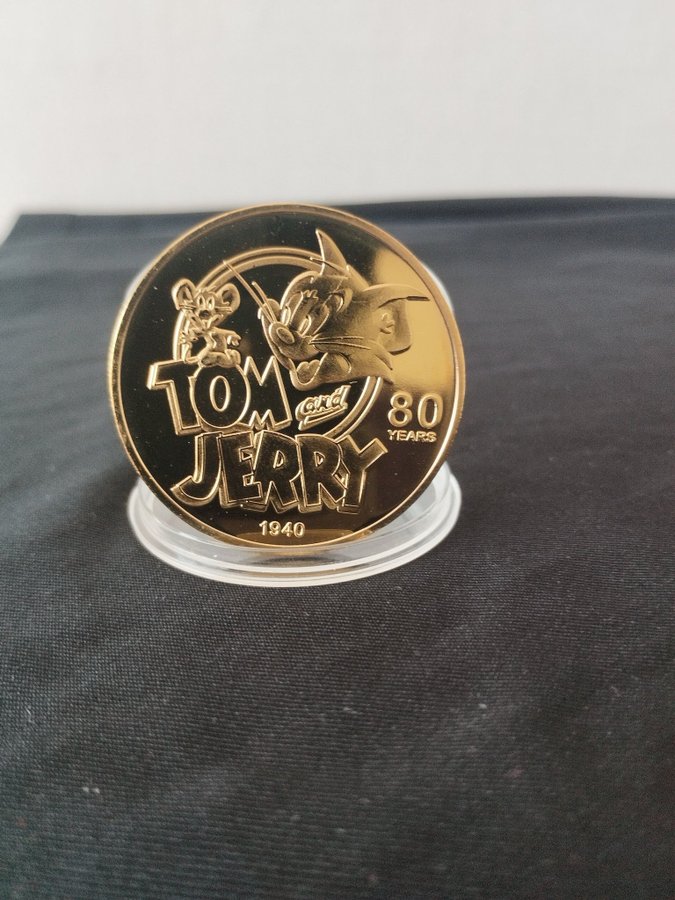 TOM and
80
YEARS
JERRY
1940